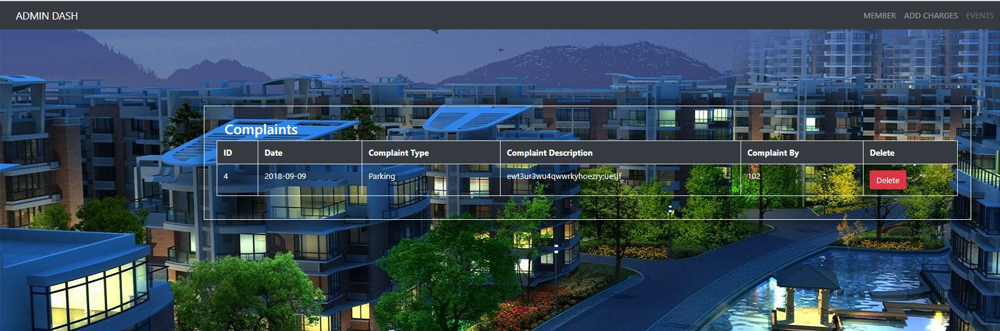 ADMIN DASH MEMBER ADD CHARGES EVENTS
Complaints
ID Date Complaint Type Complaint Description Complaint By Delete
4 2018-09-09 Parking ewt3ur3wu4qwwrkyhoezry;uesjf 102 Delete